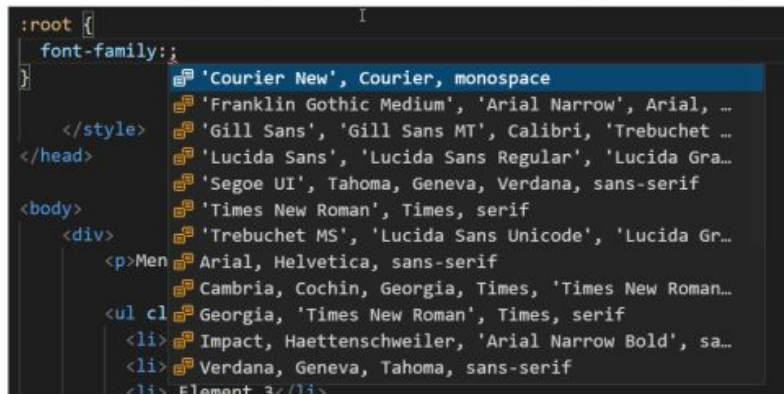 :root {
font-family:;
}
'Courier New', Courier, monospace
'Franklin Gothic Medium', 'Arial Narrow', Arial, …
</style>
'Gill Sans', 'Gill Sans MT', Calibri, 'Trebuchet …
</head>
'Lucida Sans', 'Lucida Sans Regular', 'Lucida Gra…
'Segoe UI', Tahoma, Geneva, Verdana, sans-serif
<body>
'Times New Roman', Times, serif
<div>
'Trebuchet MS', 'Lucida Sans Unicode', 'Lucida Gr…
<p>Men
Arial, Helvetica, sans-serif
Cambria, Cochin, Georgia, Times, 'Times New Roman…
<ul cl
Georgia, 'Times New Roman', Times, serif
<li>
Impact, Haettenschweiler, 'Arial Narrow Bold', sa…
<li>
Verdana, Geneva, Tahoma, sans-serif
<li> Element 3</li>